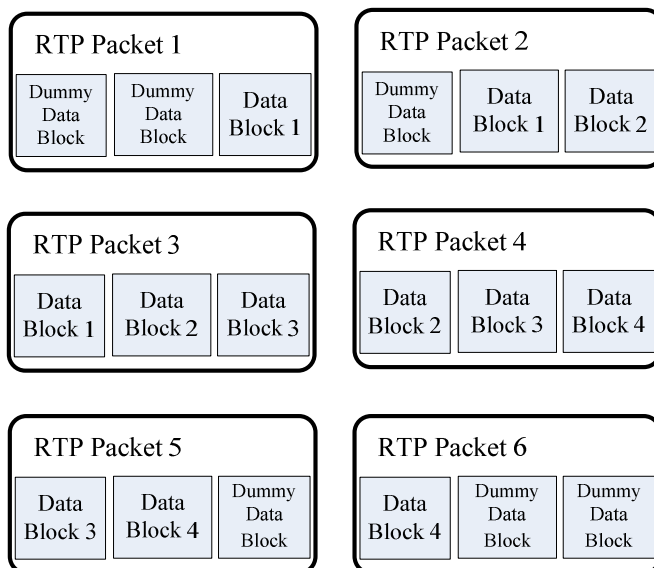 RTP Packet 1
Dummy
Data
Block
Dummy
Data
Block
Data
Block 1
RTP Packet 2
Dummy
Data
Block
Data
Block 1
Data
Block 2
RTP Packet 3
Data
Block 1
Data
Block 2
Data
Block 3
RTP Packet 4
Data
Block 2
Data
Block 3
Data
Block 4
RTP Packet 5
Data
Block 3
Data
Block 4
Dummy
Data
Block
RTP Packet 6
Data
Block 4
Dummy
Data
Block
Dummy
Data
Block